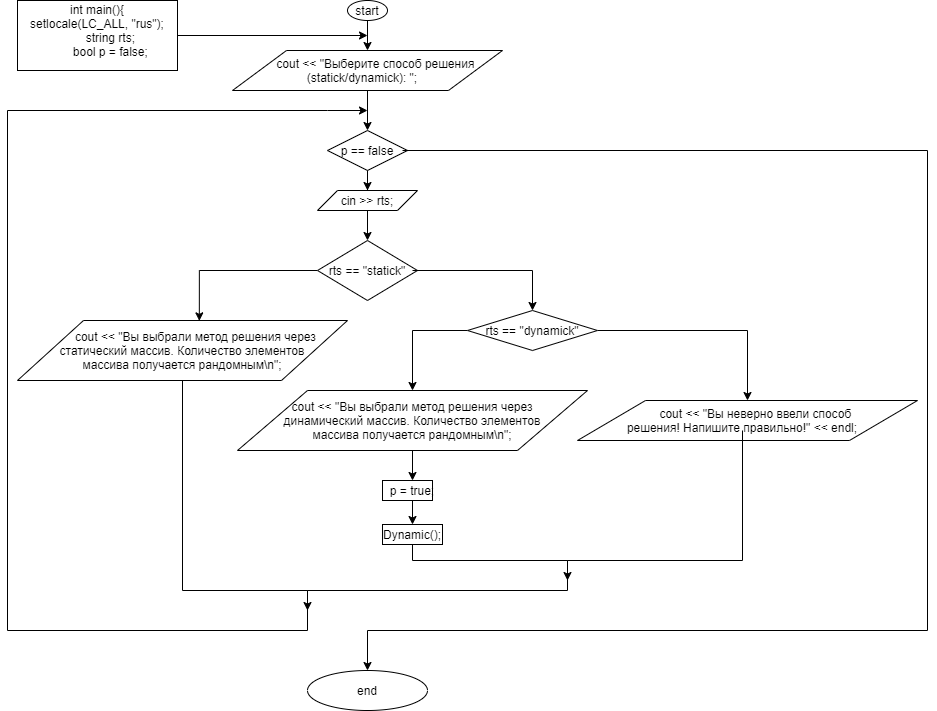 int main(){
setlocale(LC_ALL, "rus");
string rts;
bool p = false;
start
cout << "Выберите способ решения
(statick/dynamick): ";
p == false
cin >> rts;
rts == "statick"
cout << "Вы выбрали метод решения через
статический массив. Количество элементов
массива получается рандомным\n";
rts == "dynamick"
cout << "Вы выбрали метод решения через
динамический массив. Количество элементов
массива получается рандомным\n";
cout << "Вы неверно ввели способ
решения! Напишите правильно!" << endl;
p = true
Dynamic();
end